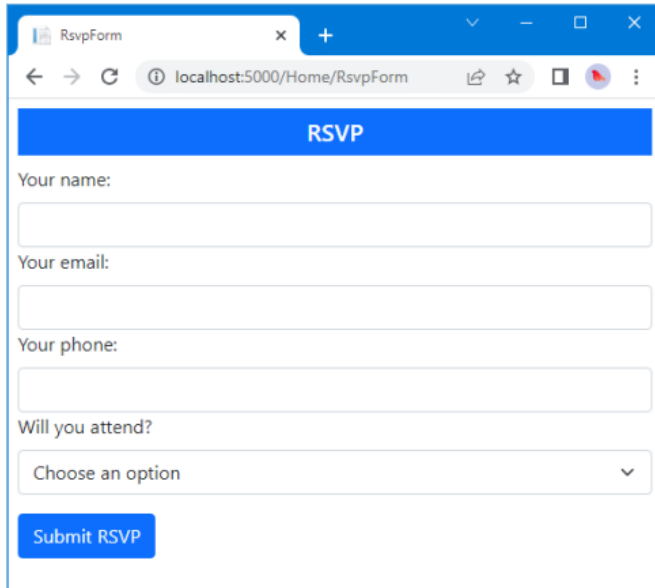 RsvpForm
localhost:5000/Home/RsvpForm
RSVP
Your name:
Your email:
Your phone:
Will you attend?
Choose an option
Submit RSVP